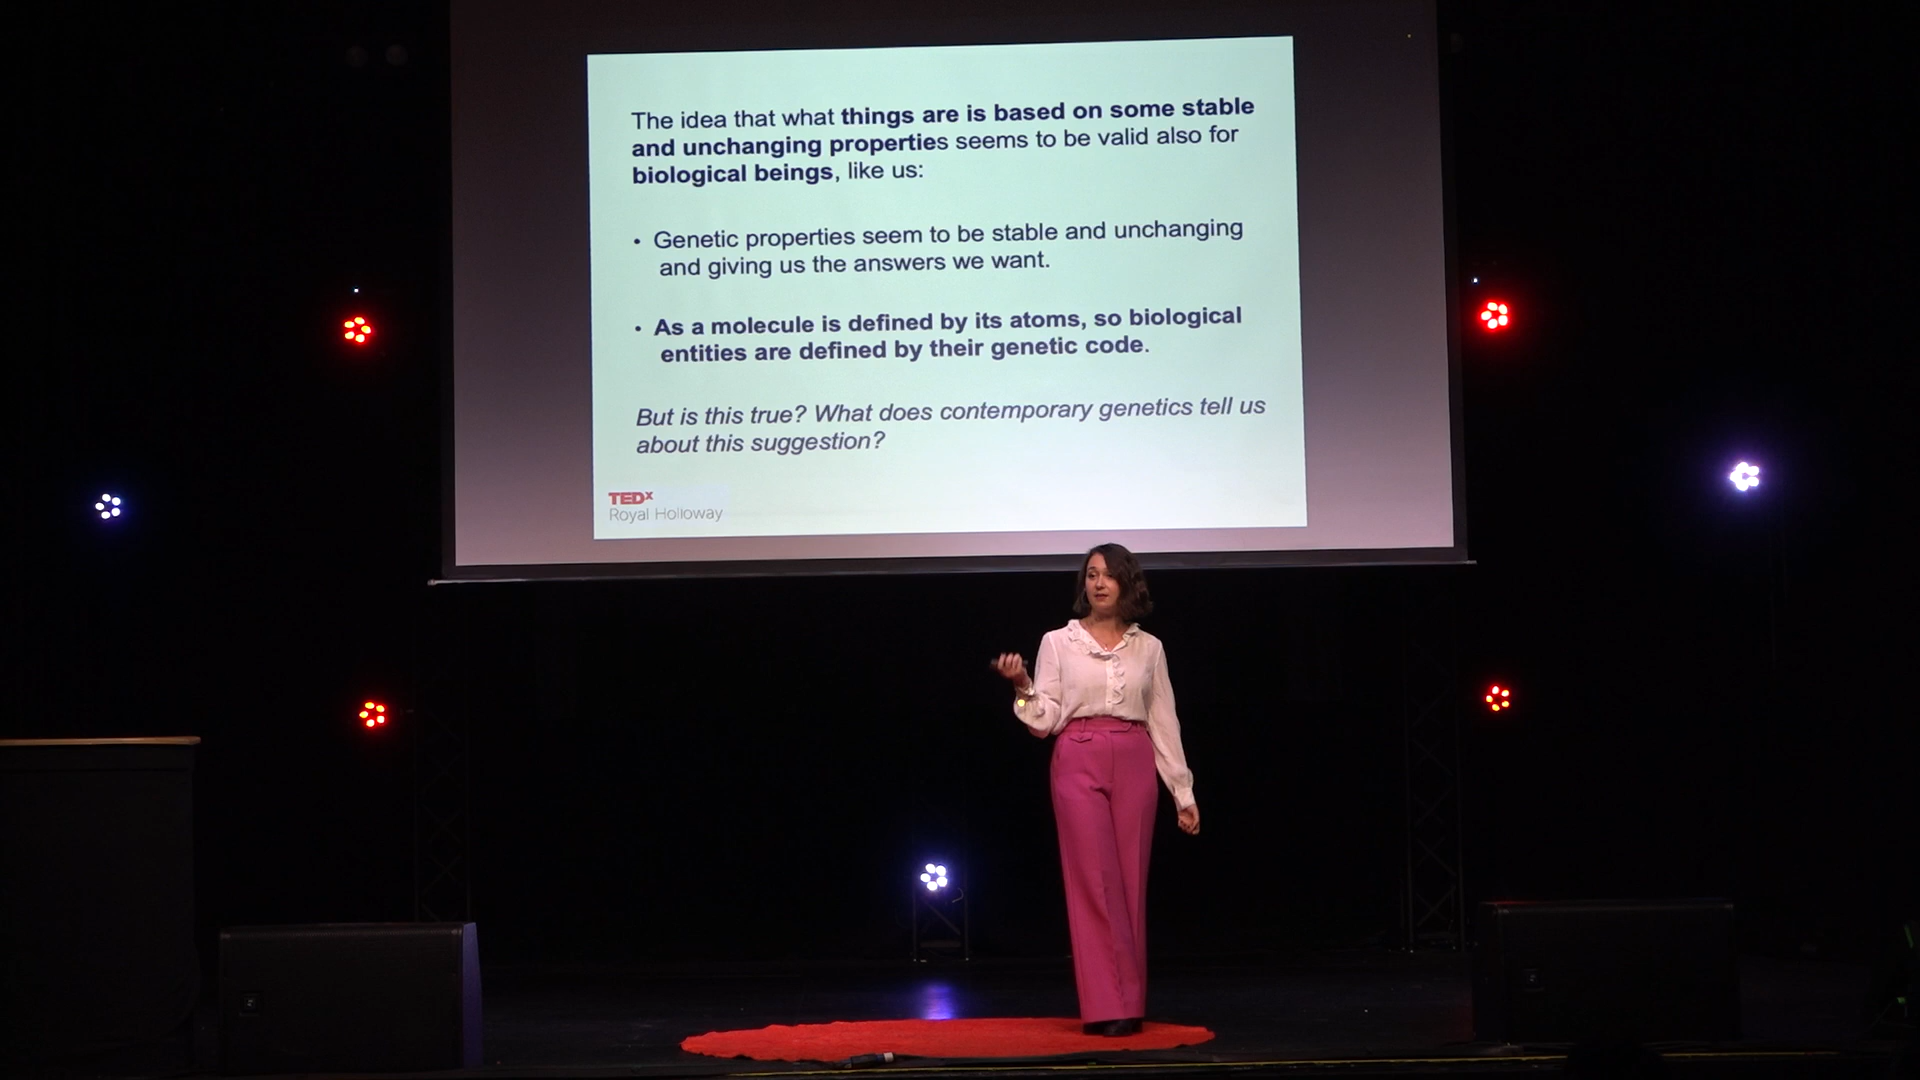 The idea that what things are is based on some stable
and unchanging properties seems to be valid also for
biological beings, like us:
• Genetic properties seem to be stable and unchanging
and giving us the answers we want.
• As a molecule is defined by its atoms, so biological
entities are defined by their genetic code.
But is this true? What does contemporary genetics tell us
about this suggestion?
TEDx
Royal Holloway